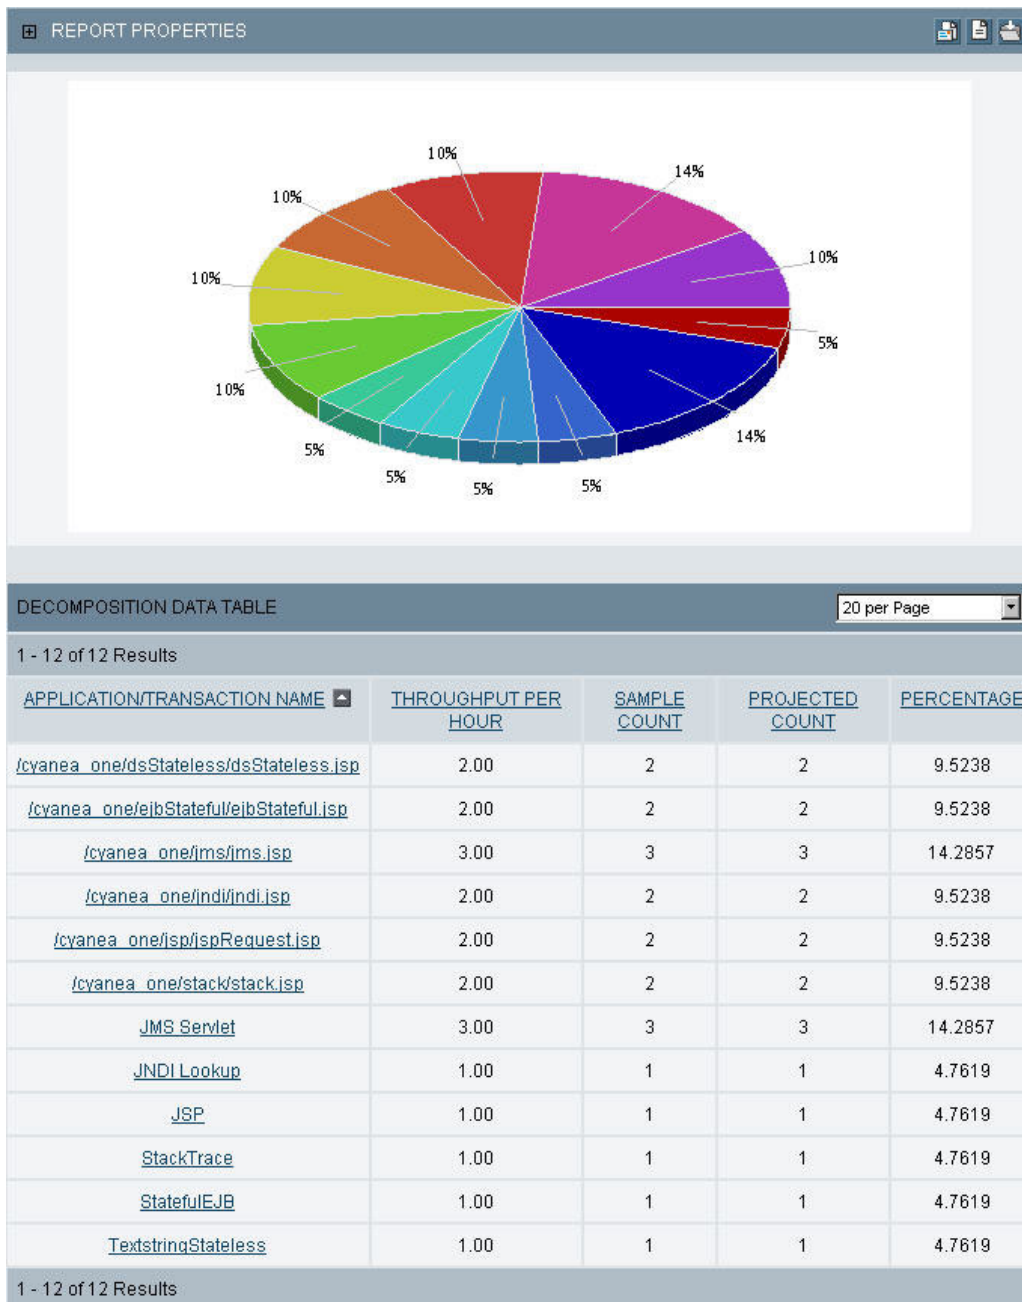 REPORT PROPERTIES
10%
14%
10%
10%
10%
5%
10%
14%
5%
5%
5%
5%
DECOMPOSITION DATA TABLE
20 per Page
1 - 12 of 12 Results
APPLICATION/TRANSACTION NAME THROUGHPUT PER HOUR SAMPLE COUNT PROJECTED COUNT PERCENTAGE
/cyanea_one/dsStateless/dsStateless.jsp 2.00 2 2 9.5238
/cyanea_one/ejbStateful/ejbStateful.jsp 2.00 2 2 9.5238
/cyanea_one/jms/jms.jsp 3.00 3 3 14.2857
/cyanea_one/jndi/jndi.jsp 2.00 2 2 9.5238
/cyanea_one/jsp/jspRequest.jsp 2.00 2 2 9.5238
/cyanea_one/stack/stack.jsp 2.00 2 2 9.5238
JMS Servlet 3.00 3 3 14.2857
JNDI Lookup 1.00 1 1 4.7619
JSP 1.00 1 1 4.7619
StackTrace 1.00 1 1 4.7619
StatefulEJB 1.00 1 1 4.7619
TextstringStateless 1.00 1 1 4.7619
1 - 12 of 12 Results